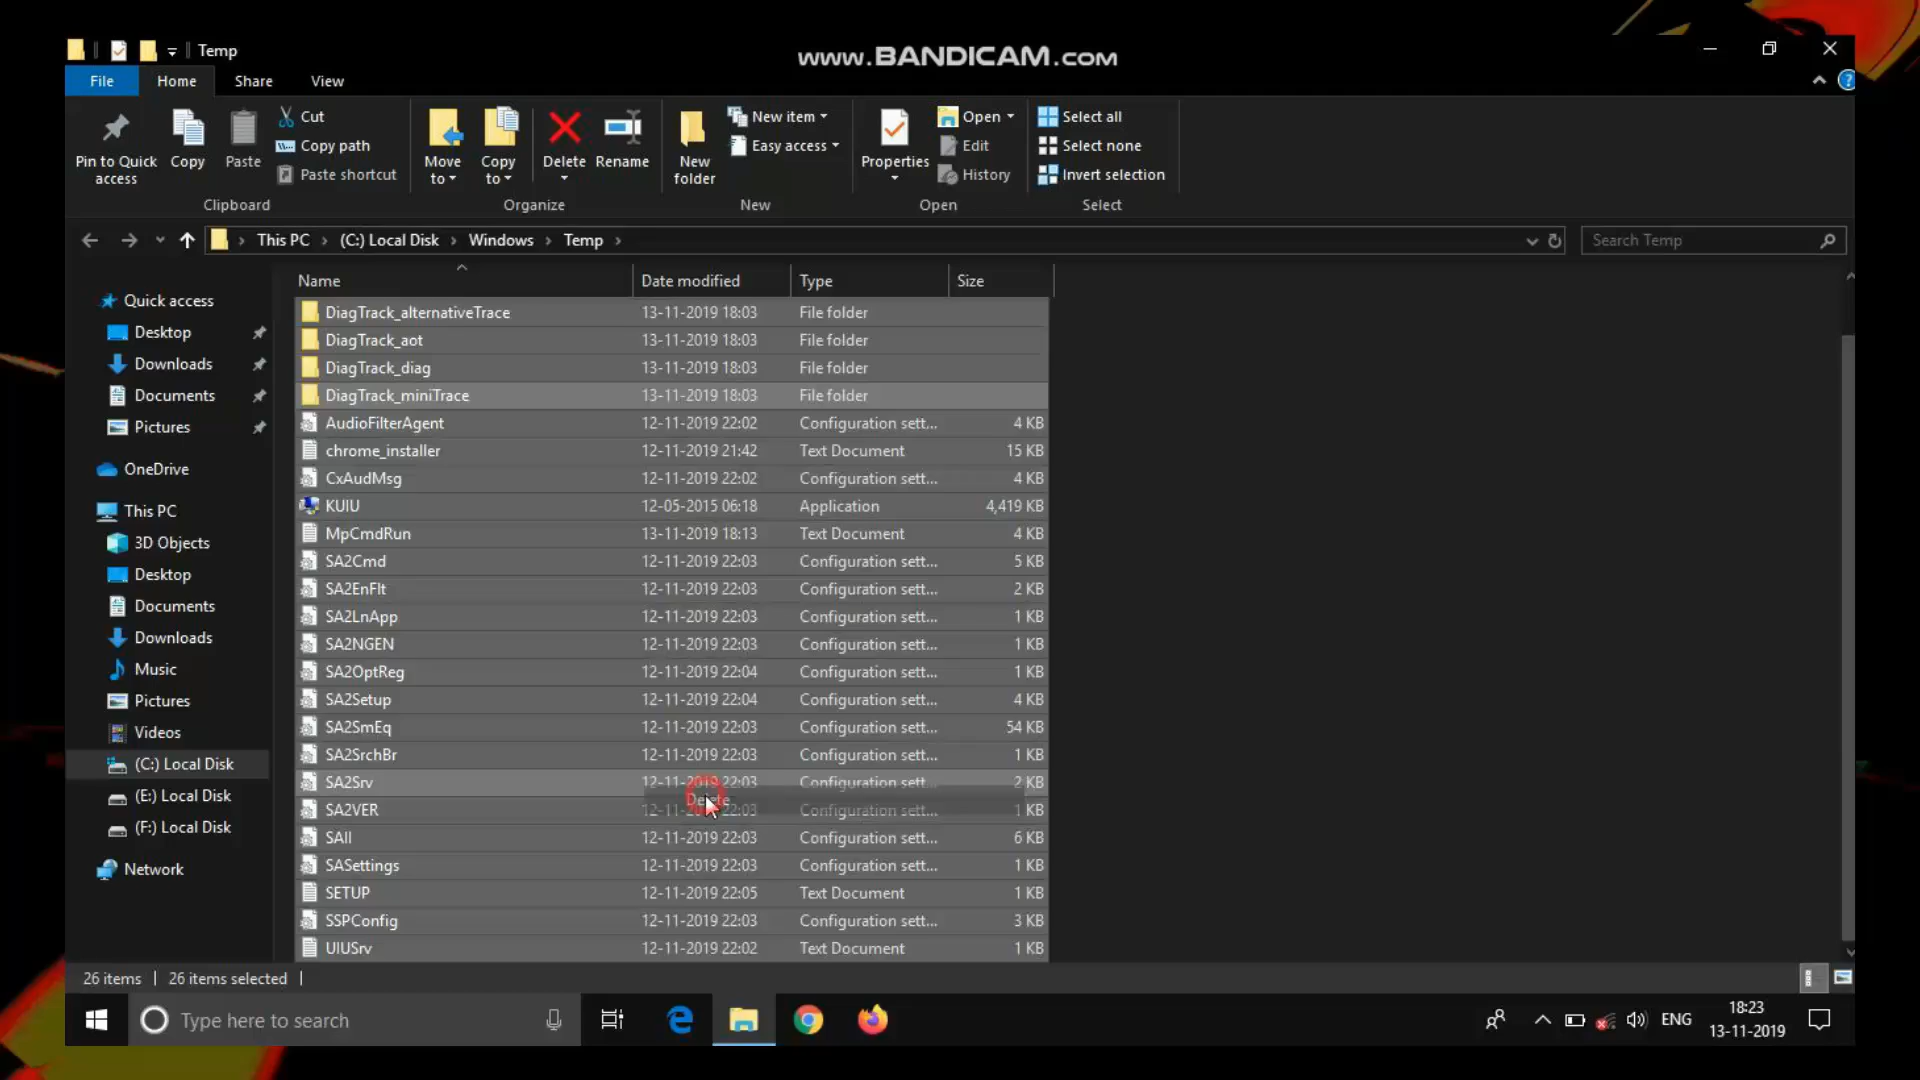 Temp
www.BANDICAM.com
File Home Share View
Pin to Quick access
Copy
Paste
Cut
Copy path
Paste shortcut
Clipboard
Move to
Copy to
Delete
Rename
Organize
New folder
New item
Easy access
New
Properties
Open
Edit
History
Open
Select all
Select none
Invert selection
Select
This PC > (C:) Local Disk > Windows > Temp >
Search Temp
Quick access
Desktop
Downloads
Documents
Pictures
OneDrive
This PC
3D Objects
Desktop
Documents
Downloads
Music
Pictures
Videos
(C:) Local Disk
(E:) Local Disk
(F:) Local Disk
Network
Name Date modified Type Size
DiagTrack_alternativeTrace 13-11-2019 18:03 File folder
DiagTrack_aot 13-11-2019 18:03 File folder
DiagTrack_diag 13-11-2019 18:03 File folder
DiagTrack_miniTrace 13-11-2019 18:03 File folder
AudioFilterAgent 12-11-2019 22:02 Configuration sett... 4 KB
chrome_installer 12-11-2019 21:42 Text Document 15 KB
CxAudMsg 12-11-2019 22:02 Configuration sett... 4 KB
KUIU 12-05-2015 06:18 Application 4,419 KB
MpCmdRun 13-11-2019 18:13 Text Document 4 KB
SA2Cmd 12-11-2019 22:03 Configuration sett... 5 KB
SA2EnFlt 12-11-2019 22:03 Configuration sett... 2 KB
SA2LnApp 12-11-2019 22:03 Configuration sett... 1 KB
SA2NGEN 12-11-2019 22:03 Configuration sett... 1 KB
SA2OptReg 12-11-2019 22:04 Configuration sett... 1 KB
SA2Setup 12-11-2019 22:04 Configuration sett... 4 KB
SA2SmEq 12-11-2019 22:03 Configuration sett... 54 KB
SA2SrchBr 12-11-2019 22:03 Configuration sett... 1 KB
SA2Srv 12-11-2019 22:03 Configuration sett... 2 KB
Delete
SA2VER 12-11-2019 22:03 Configuration sett... 1 KB
SAII 12-11-2019 22:03 Configuration sett... 6 KB
SASettings 12-11-2019 22:03 Configuration sett... 1 KB
SETUP 12-11-2019 22:05 Text Document 1 KB
SSPConfig 12-11-2019 22:03 Configuration sett... 3 KB
UIUSrv 12-11-2019 22:02 Text Document 1 KB
26 items | 26 items selected |
Type here to search
ENG
18:23
13-11-2019